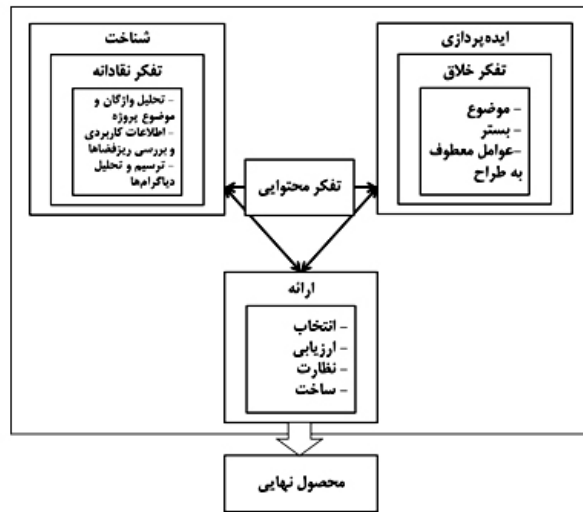 شناخت
تفکر نقادانه
- تحلیل واژگان و
موضوع پروژه
- اطلاعات کاربردی
و بررسی ریزفضاها
- ترسیم و تحلیل
دیاگرام‌ها
ایده‌پردازی
تفکر خلاق
- موضوع
- بستر
-عوامل معطوف
به طراح
تفکر محتوایی
ارائه
- انتخاب
- ارزیابی
- نظارت
- ساخت
محصول نهایی